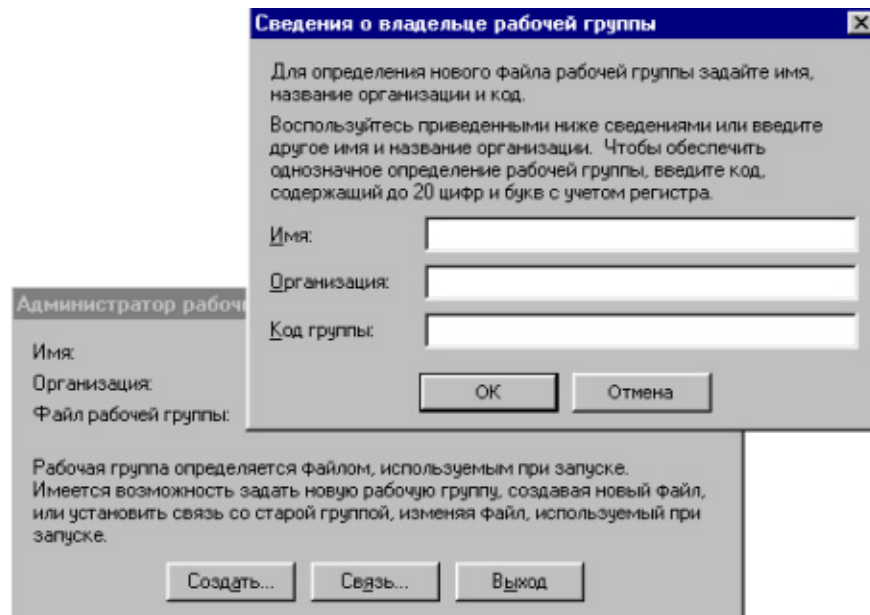 Сведения о владельце рабочей группы
Для определения нового файла рабочей группы задайте имя,
название организации и код.
Воспользуйтесь приведенными ниже сведениями или введите
другое имя и название организации. Чтобы обеспечить
однозначное определение рабочей группы, введите код,
содержащий до 20 цифр и букв с учетом регистра.
Имя:
Организация:
Код группы:
ОК Отмена
Администратор
Имя:
Организация:
Файл рабочей группы:
Рабочая группа определяется файлом, используемым при запуске.
Имеется возможность задать новую рабочую группу, создавая новый файл,
или установить связь со старой группой, изменяя файл, используемый при
запуске.
Создать... Связь... Выход